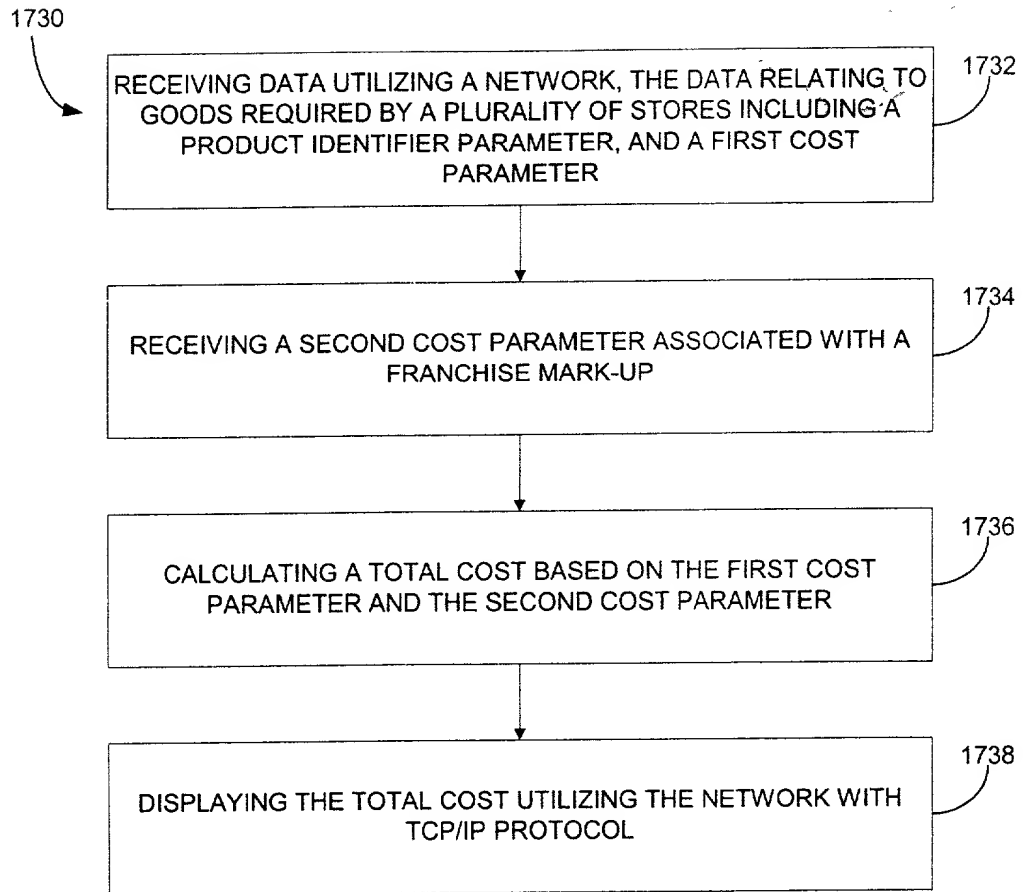 1730
RECEIVING DATA UTILIZING A NETWORK, THE DATA RELATING TO
GOODS REQUIRED BY A PLURALITY OF STORES INCLUDING A
PRODUCT IDENTIFIER PARAMETER, AND A FIRST COST
PARAMETER
1732
RECEIVING A SECOND COST PARAMETER ASSOCIATED WITH A
FRANCHISE MARK-UP
1734
CALCULATING A TOTAL COST BASED ON THE FIRST COST
PARAMETER AND THE SECOND COST PARAMETER
1736
DISPLAYING THE TOTAL COST UTILIZING THE NETWORK WITH
TCP/IP PROTOCOL
1738